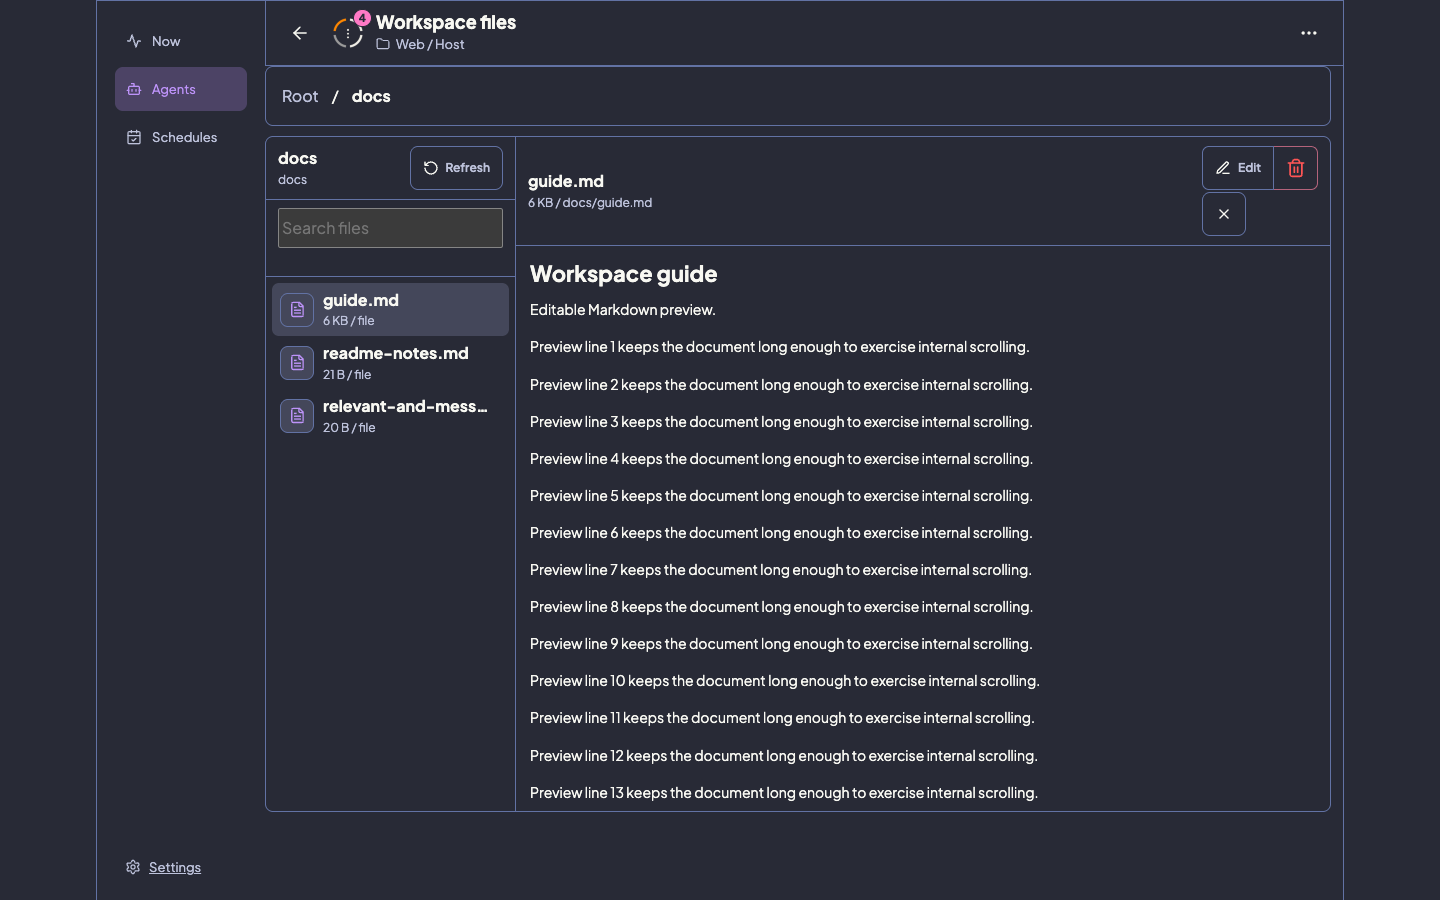 Now
Agents
Schedules
Settings
4
Workspace files
Web / Host
Root / docs
docs
docs
Refresh
Search files
guide.md
6 KB / file
readme-notes.md
21 B / file
relevant-and-mess…
20 B / file
guide.md
6 KB / docs/guide.md
Edit
Workspace guide
Editable Markdown preview.
Preview line 1 keeps the document long enough to exercise internal scrolling.
Preview line 2 keeps the document long enough to exercise internal scrolling.
Preview line 3 keeps the document long enough to exercise internal scrolling.
Preview line 4 keeps the document long enough to exercise internal scrolling.
Preview line 5 keeps the document long enough to exercise internal scrolling.
Preview line 6 keeps the document long enough to exercise internal scrolling.
Preview line 7 keeps the document long enough to exercise internal scrolling.
Preview line 8 keeps the document long enough to exercise internal scrolling.
Preview line 9 keeps the document long enough to exercise internal scrolling.
Preview line 10 keeps the document long enough to exercise internal scrolling.
Preview line 11 keeps the document long enough to exercise internal scrolling.
Preview line 12 keeps the document long enough to exercise internal scrolling.
Preview line 13 keeps the document long enough to exercise internal scrolling.